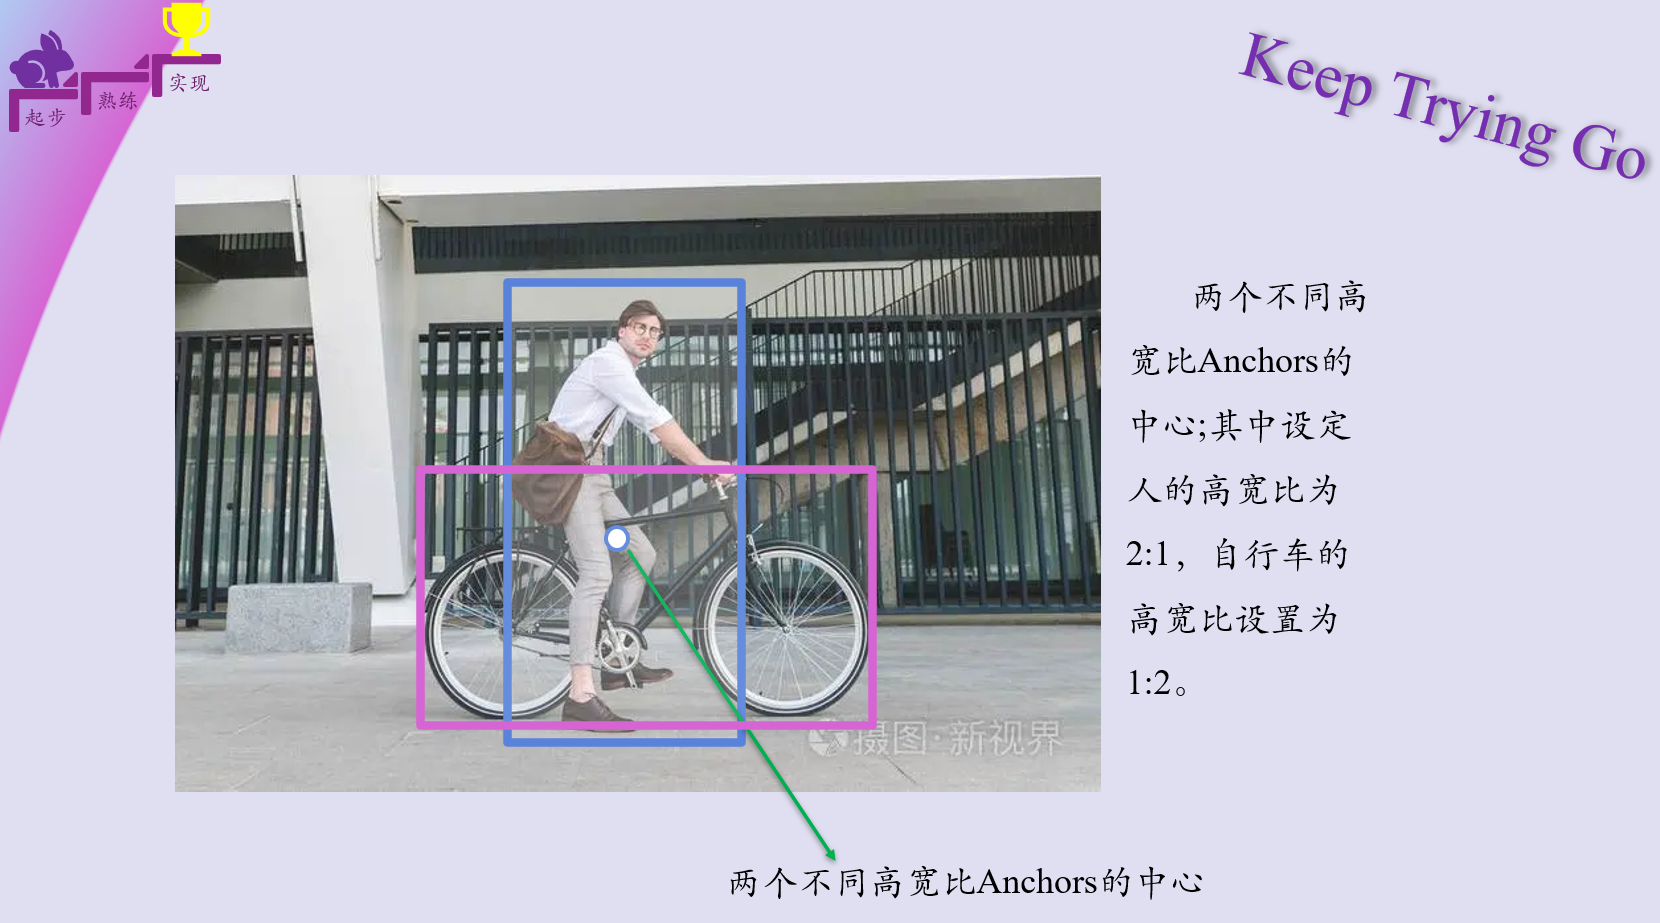 实现
熟练
起步
Keep Trying Go
两个不同高
宽比Anchors的
中心;其中设定
人的高宽比为
2:1，自行车的
高宽比设置为
1:2。
摄图·新视界
两个不同高宽比Anchors的中心